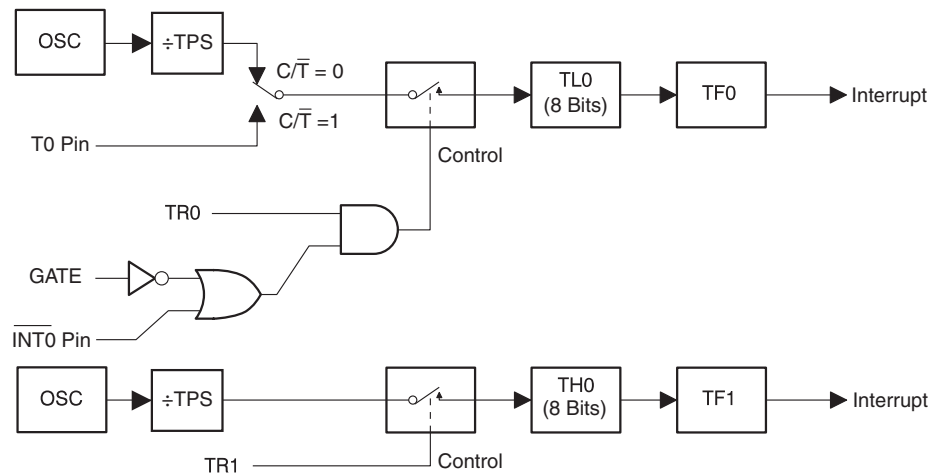 OSC
÷TPS
C/T̅ = 0
C/T̅ =1
T0 Pin
Control
TL0
(8 Bits)
TF0
Interrupt
TR0
GATE
I̅N̅T̅0̅ Pin
OSC
÷TPS
TR1
Control
TH0
(8 Bits)
TF1
Interrupt